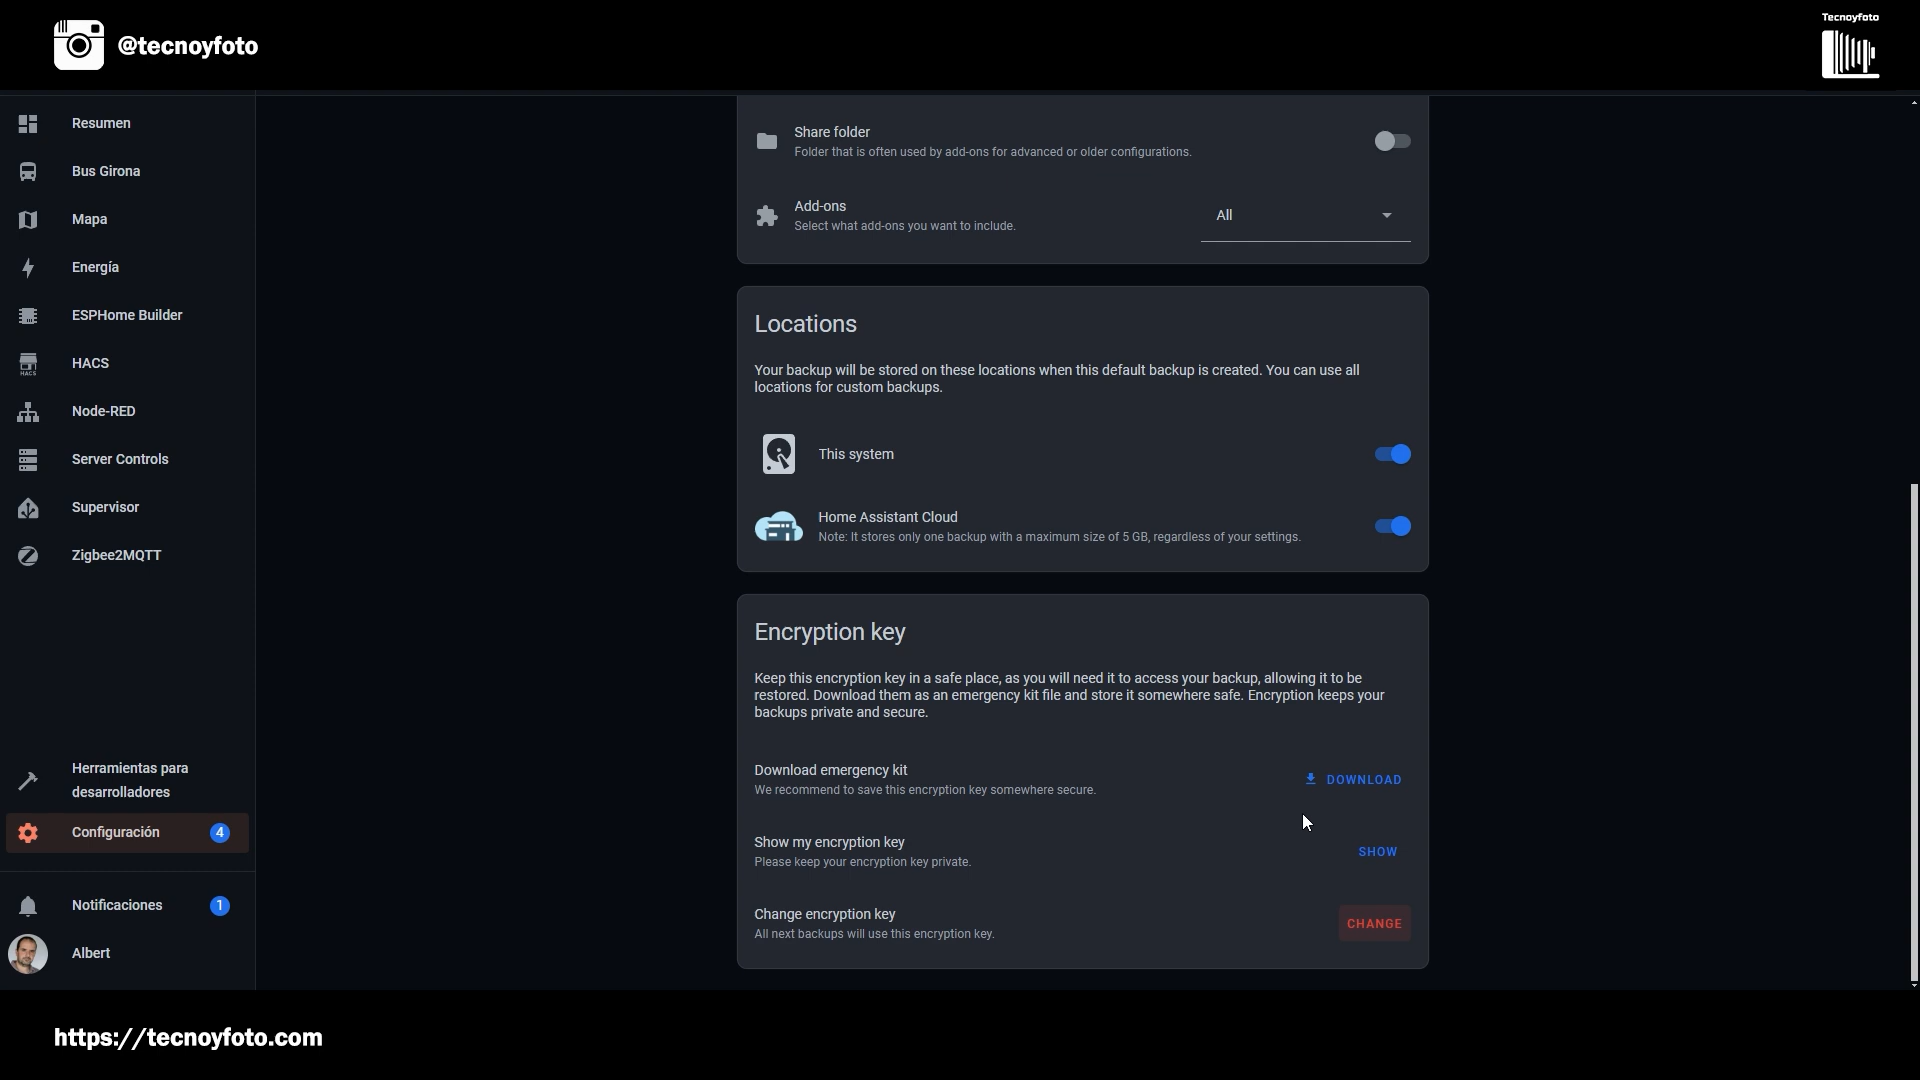 @tecnoyfoto
Tecnoyfoto
Resumen
Bus Girona
Mapa
Energía
ESPHome Builder
HACS
HACS
Node-RED
Server Controls
Supervisor
Zigbee2MQTT
Herramientas para
desarrolladores
Configuración
4
Notificaciones
1
Albert
Share folder
Folder that is often used by add-ons for advanced or older configurations.
Add-ons
Select what add-ons you want to include.
All
Locations
Your backup will be stored on these locations when this default backup is created. You can use all
locations for custom backups.
This system
Home Assistant Cloud
Note: It stores only one backup with a maximum size of 5 GB, regardless of your settings.
Encryption key
Keep this encryption key in a safe place, as you will need it to access your backup, allowing it to be
restored. Download them as an emergency kit file and store it somewhere safe. Encryption keeps your
backups private and secure.
Download emergency kit
We recommend to save this encryption key somewhere secure.
DOWNLOAD
Show my encryption key
Please keep your encryption key private.
SHOW
Change encryption key
All next backups will use this encryption key.
CHANGE
https://tecnoyfoto.com